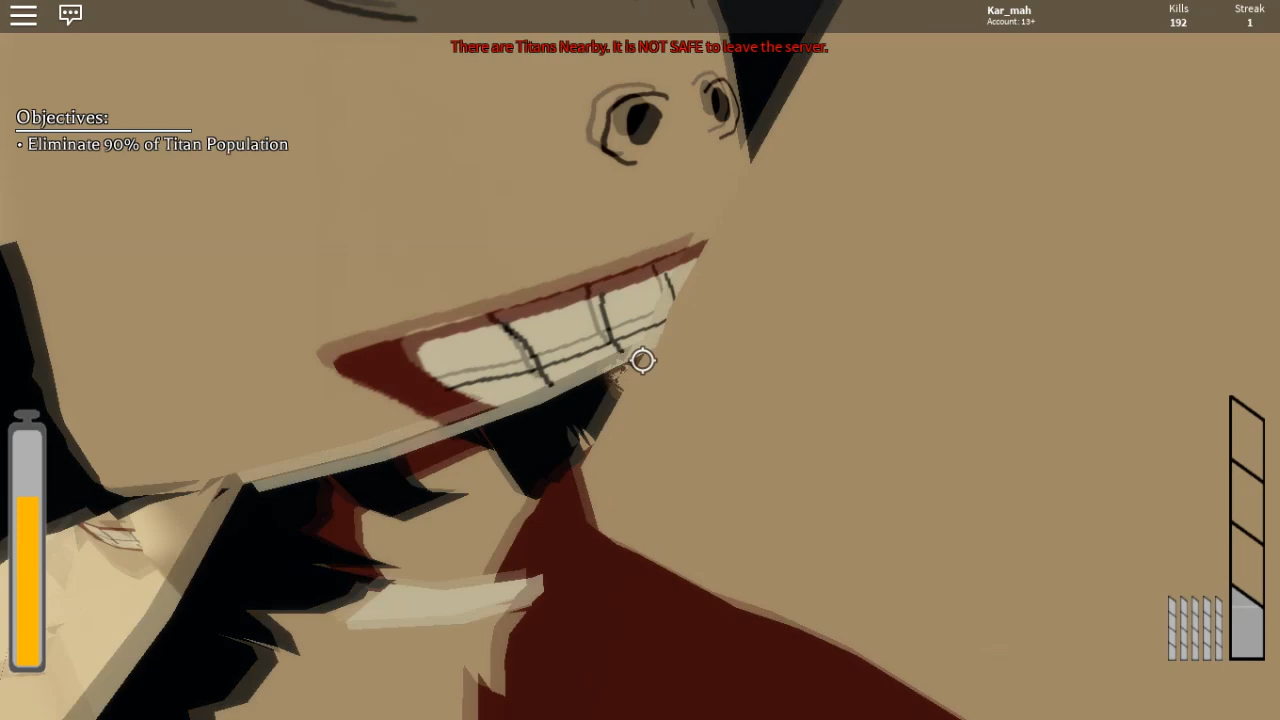 Kar_mah
Account: 13+
Kills
192
Streak
1
There are Titans Nearby. It is NOT SAFE to leave the server.
Objectives:
• Eliminate 90% of Titan Population